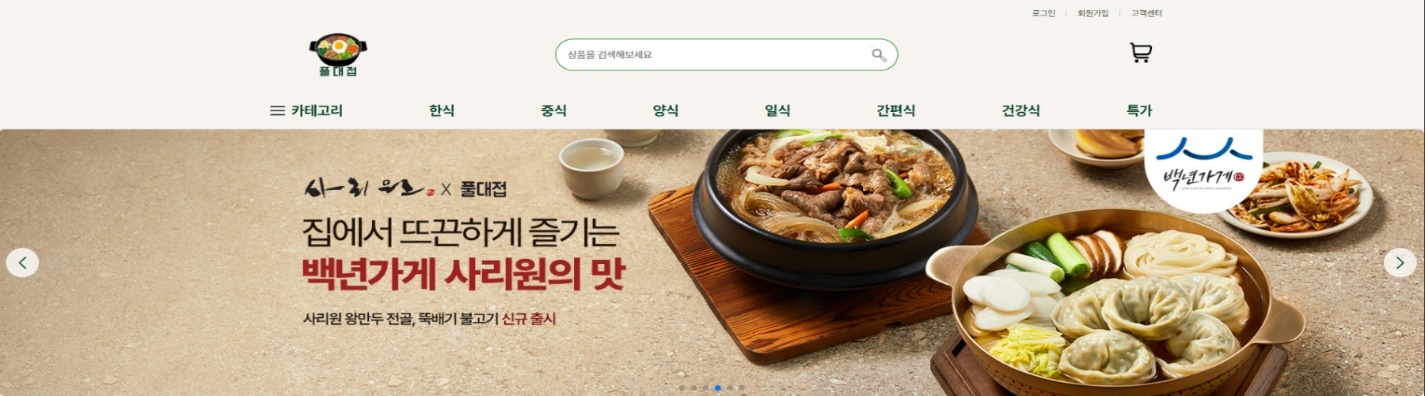 로그인 | 회원가입 | 고객센터
풀대접
상품을 검색해보세요
카테고리 한식 중식 양식 일식 간편식 건강식 특가
사리원 X 풀대접
집에서 뜨끈하게 즐기는
백년가게 사리원의 맛
사리원 왕만두 전골, 뚝배기 불고기 신규 출시
백년가게